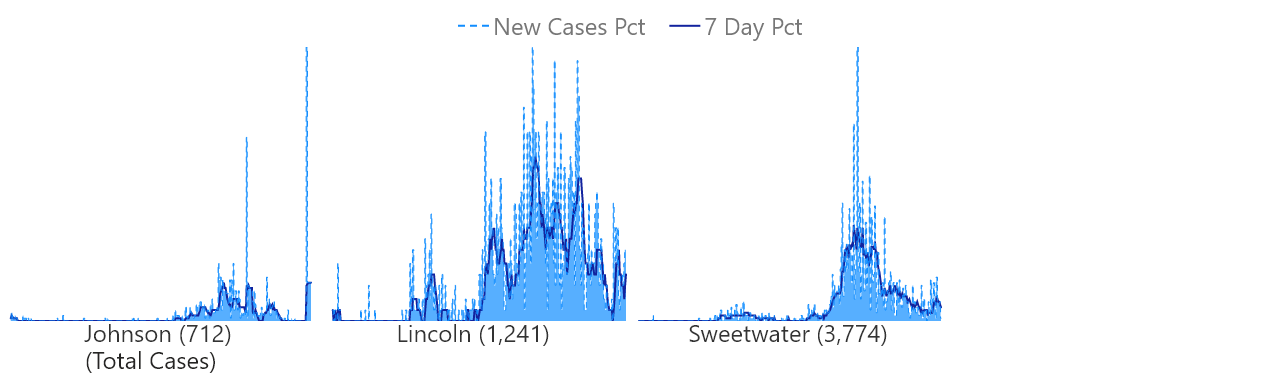 New Cases Pct 7 Day Pct
Johnson (712) Lincoln (1,241) Sweetwater (3,774)
(Total Cases)